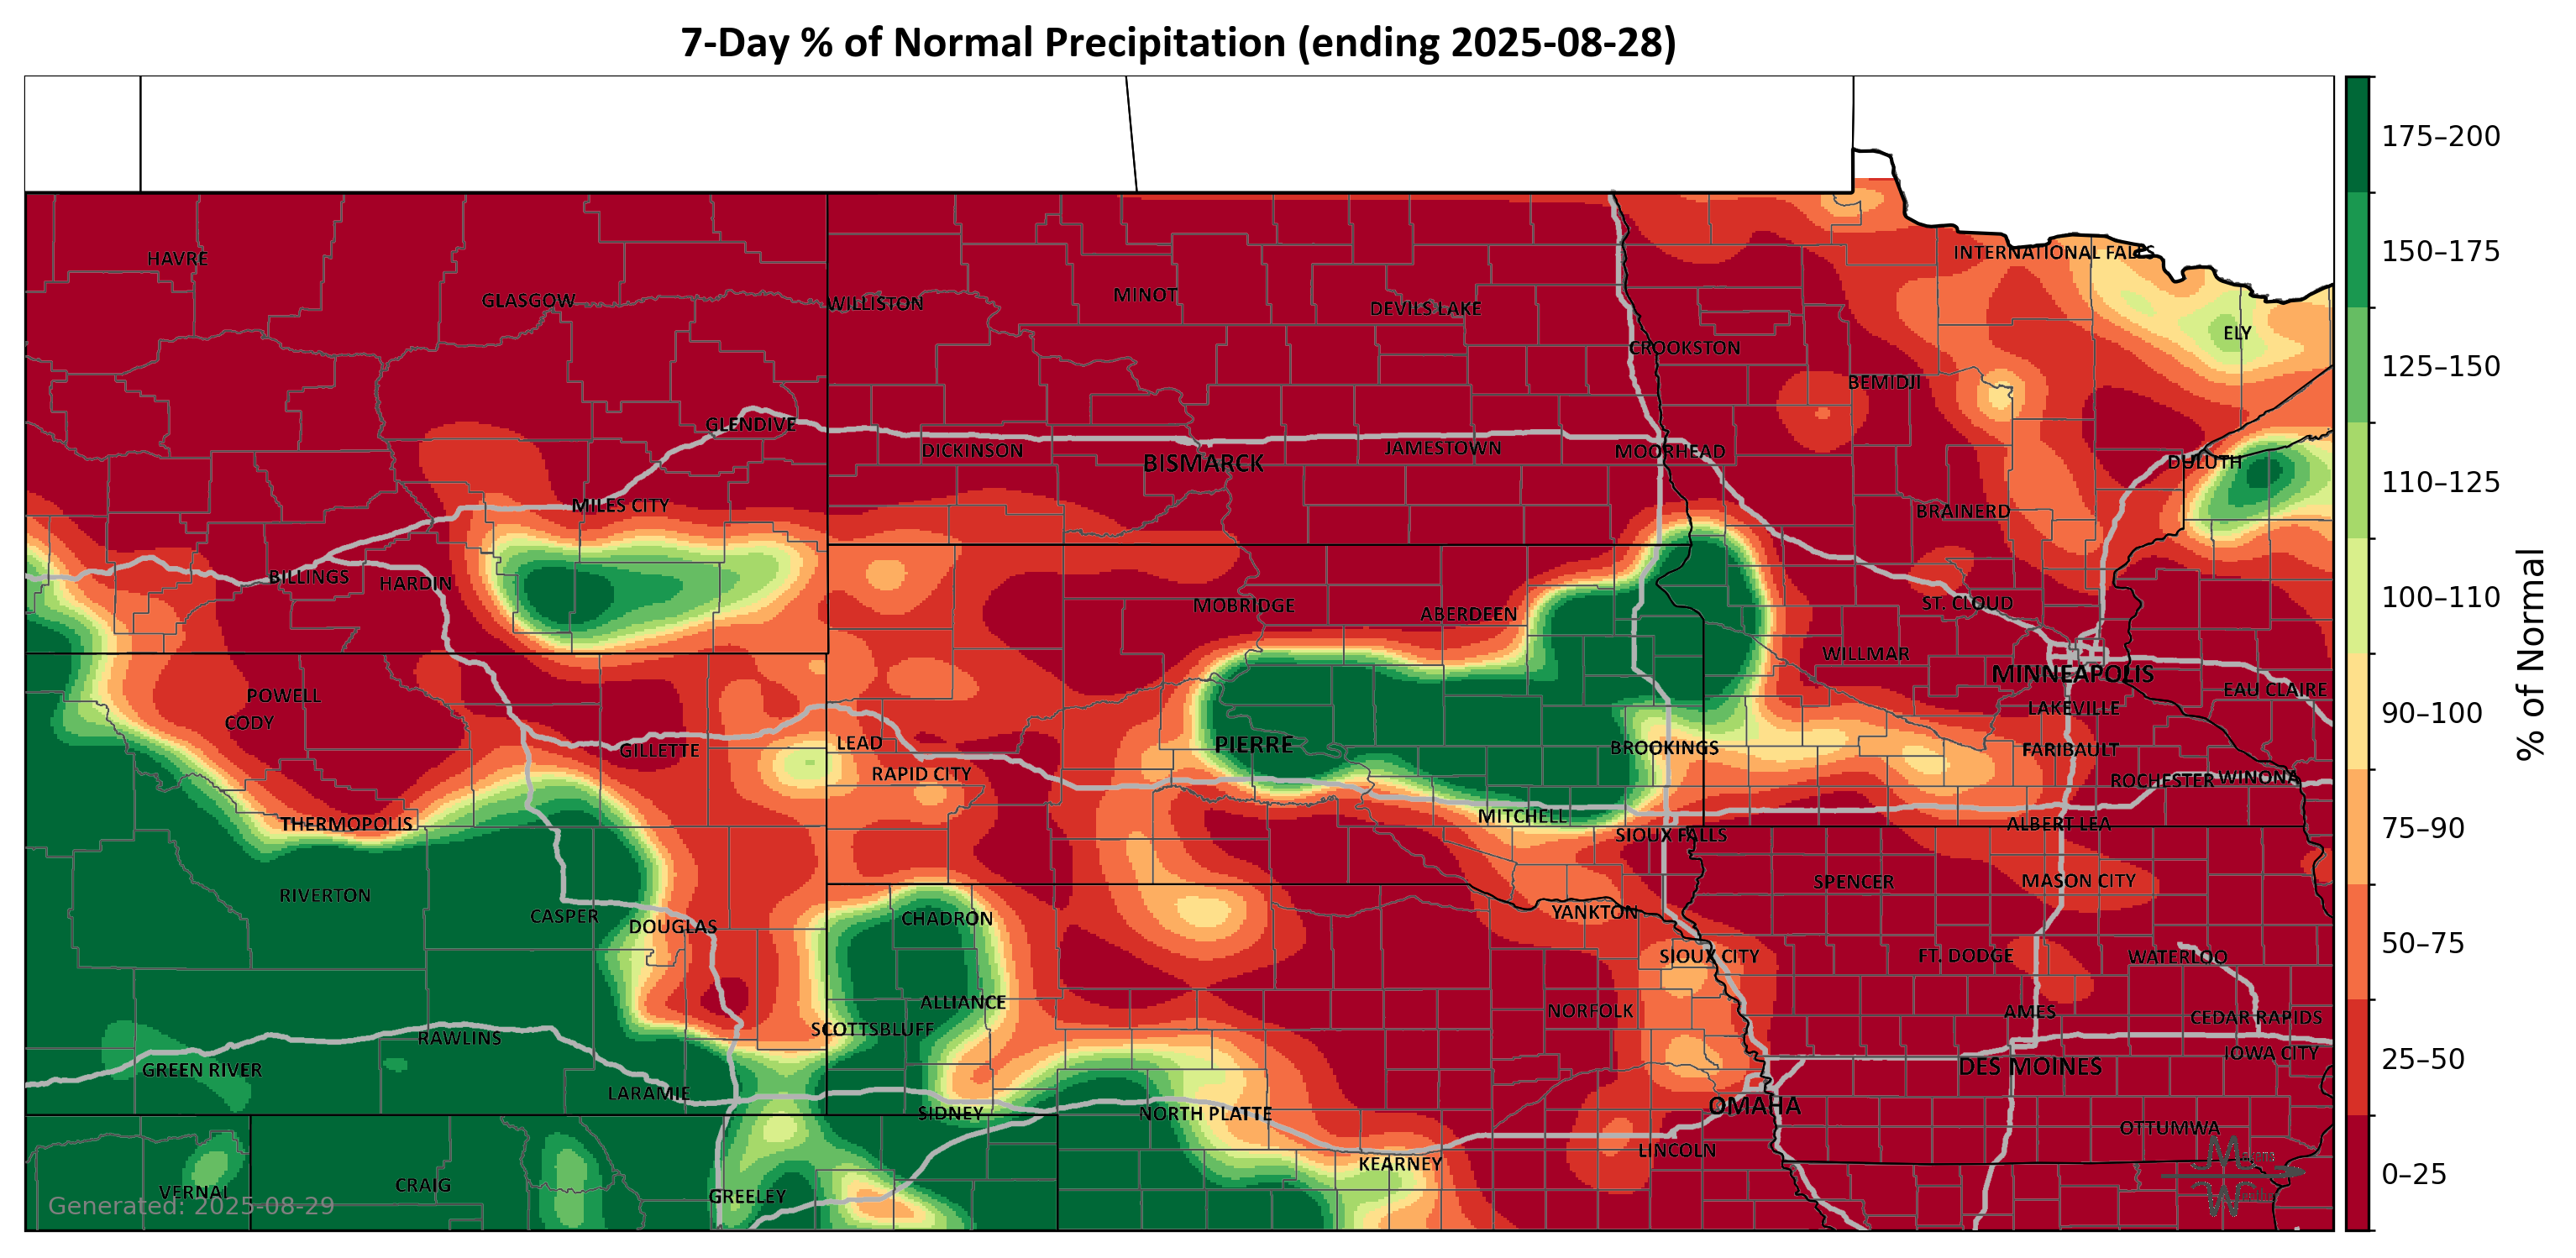 7-Day % of Normal Precipitation (ending 2025-08-28)
175–200
150–175
125–150
110–125
100–110
90–100
75–90
50–75
25–50
0–25
% of Normal
HAVRE
INTERNATIONAL FALLS
GLASGOW
WILLISTON
MINOT
DEVILS LAKE
ELY
CROOKSTON
BEMIDJI
GLENDIVE
DICKINSON
BISMARCK
JAMESTOWN
MOORHEAD
DULUTH
MILES CITY
BRAINERD
BILLINGS
HARDIN
MOBRIDGE
ABERDEEN
ST. CLOUD
WILLMAR
MINNEAPOLIS
EAU CLAIRE
POWELL
CODY
LAKEVILLE
GILLETTE
LEAD
PIERRE
BROOKINGS
FARIBAULT
RAPID CITY
ROCHESTER
WINONA
THERMOPOLIS
MITCHELL
SIOUX FALLS
ALBERT LEA
RIVERTON
SPENCER
MASON CITY
CASPER
DOUGLAS
CHADRON
YANKTON
SIOUX CITY
FT. DODGE
WATERLOO
ALLIANCE
NORFOLK
AMES
CEDAR RAPIDS
SCOTTSBLUFF
RAWLINS
GREEN RIVER
IOWA CITY
DES MOINES
LARAMIE
SIDNEY
NORTH PLATTE
OMAHA
OTTUMWA
KEARNEY
LINCOLN
VERNAL
CRAIG
GREELEY
Generated: 2025-08-29
M
W